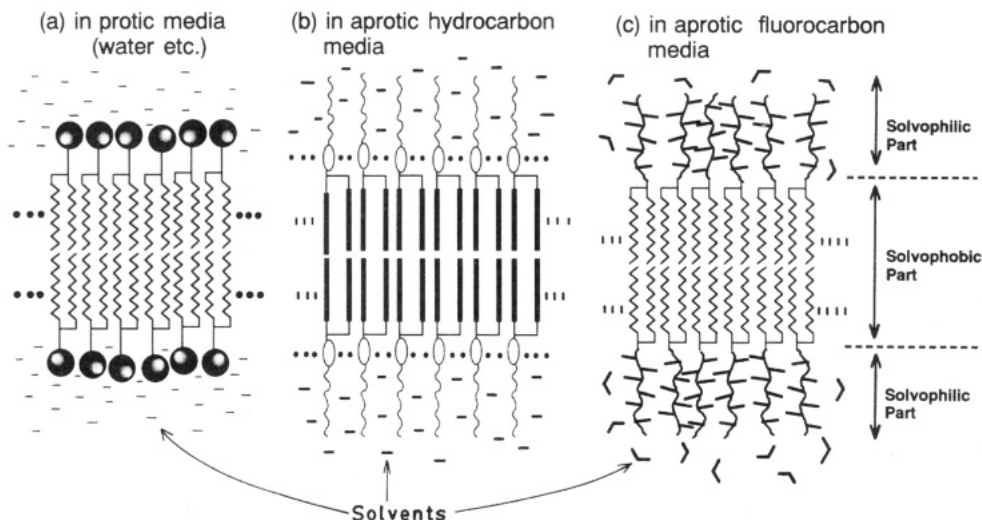 (a) in protic media
(water etc.)
(b) in aprotic hydrocarbon
media
(c) in aprotic fluorocarbon
media
Solvophilic
Part
Solvophobic
Part
Solvophilic
Part
Solvents